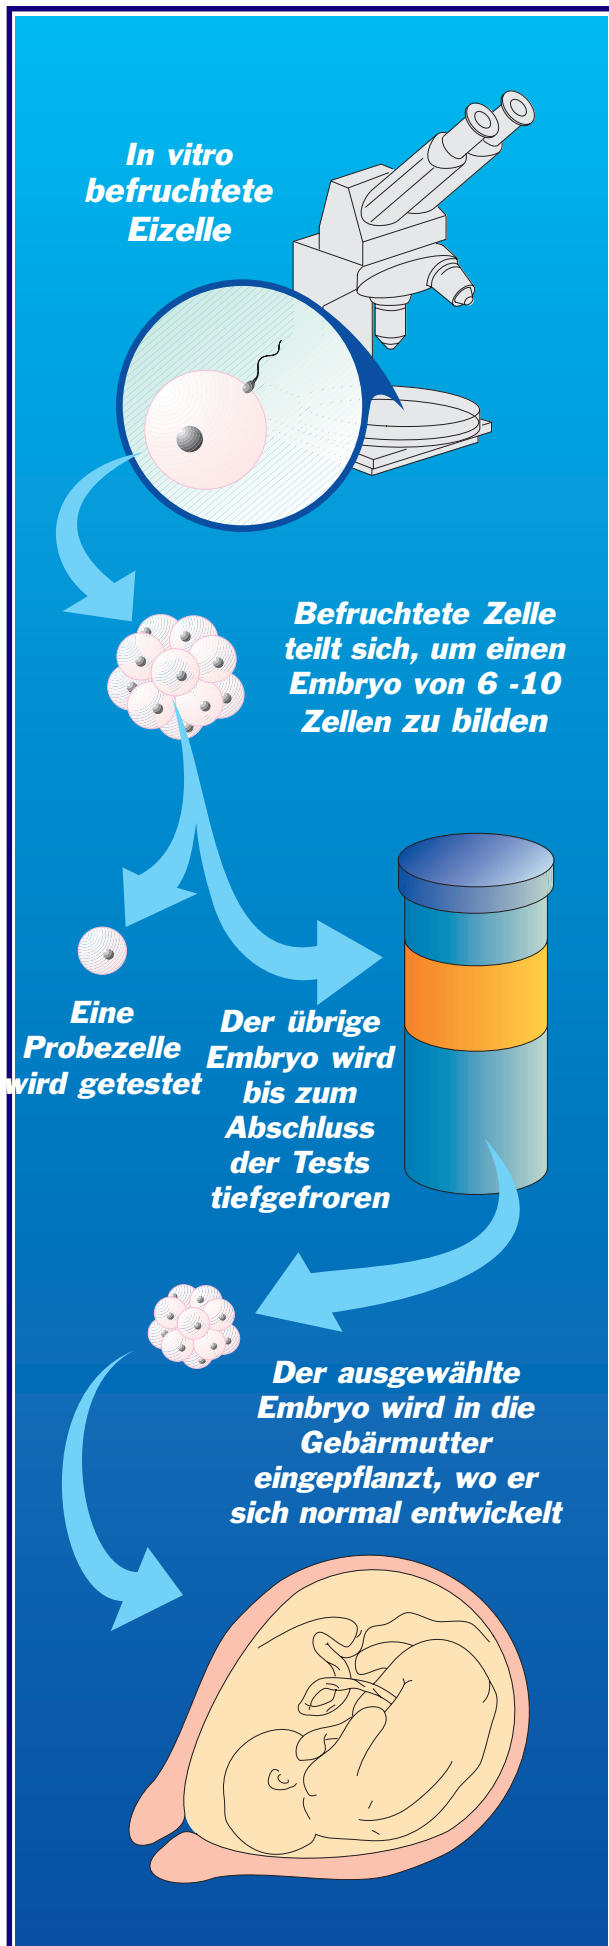 In vitro
befruchtete
Eizelle
Befruchtete Zelle
teilt sich, um einen
Embryo von 6 -10
Zellen zu bilden
Eine
Probezelle
wird getestet
Der übrige
Embryo wird
bis zum
Abschluss
der Tests
tiefgefroren
Der ausgewählte
Embryo wird in die
Gebärmutter
eingepflanzt, wo er
sich normal entwickelt